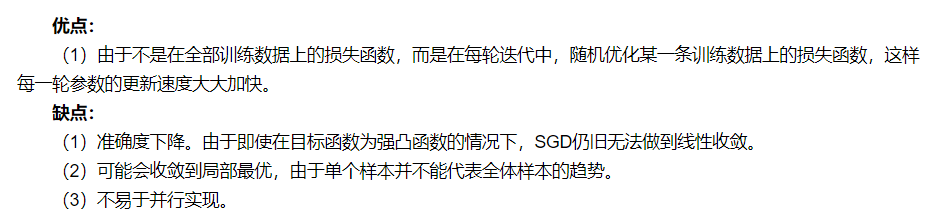 优点：
（1）由于不是在全部训练数据上的损失函数，而是在每轮迭代中，随机优化某一条训练数据上的损失函数，这样
每一轮参数的更新速度大大加快。
缺点：
（1）准确度下降。由于即使在目标函数为强凸函数的情况下，SGD仍旧无法做到线性收敛。
（2）可能会收敛到局部最优，由于单个样本并不能代表全体样本的趋势。
（3）不易于并行实现。